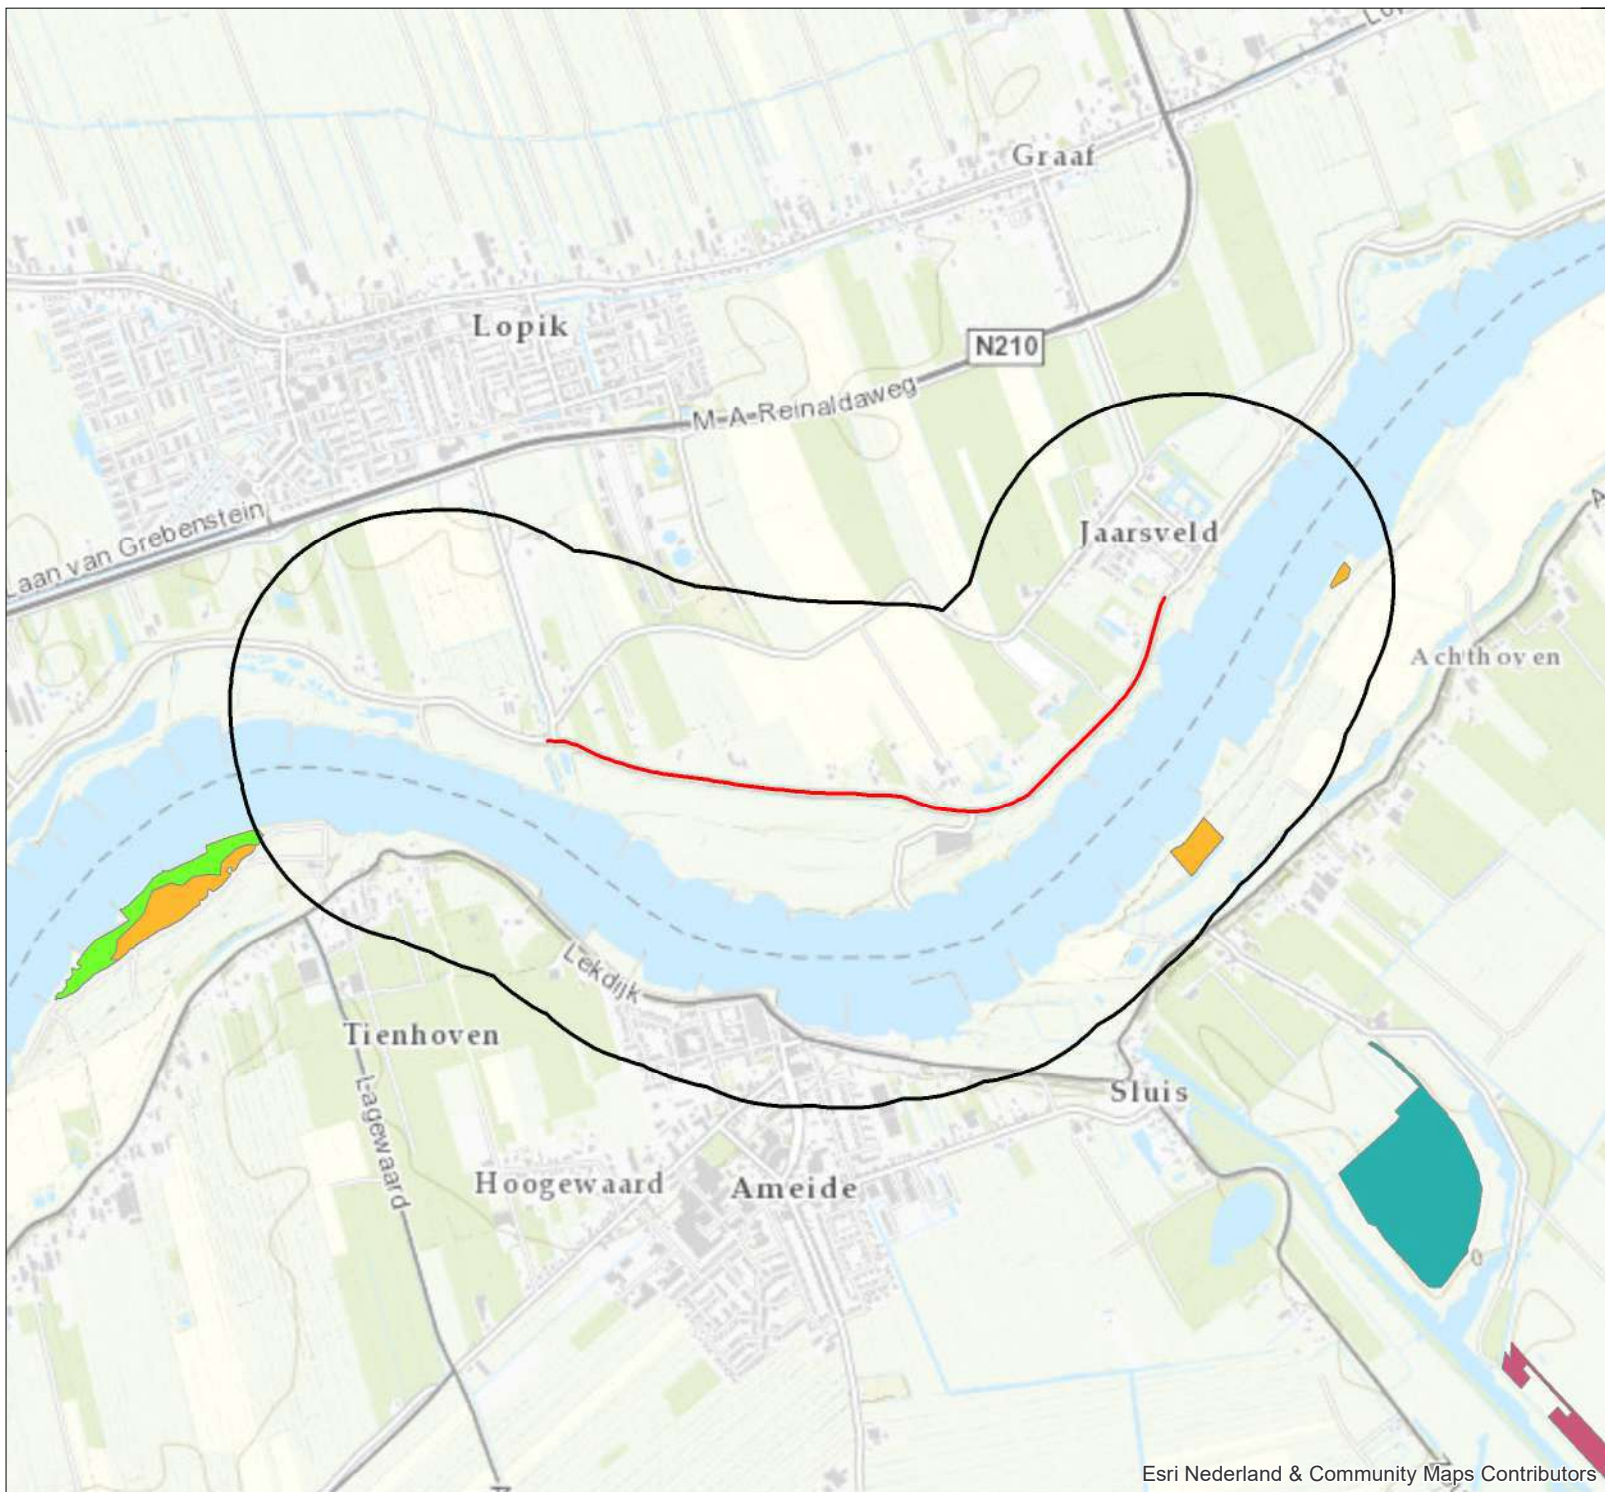 Graaf
Lopik
N210
M-A-Reinaldaweg
Laan van Grebenstein
Jaarsveld
Achthoven
Lekdijk
Tienhoven
Sluis
Lagewaard
Hoogewaard
Ameide
Esri Nederland & Community Maps Contributors